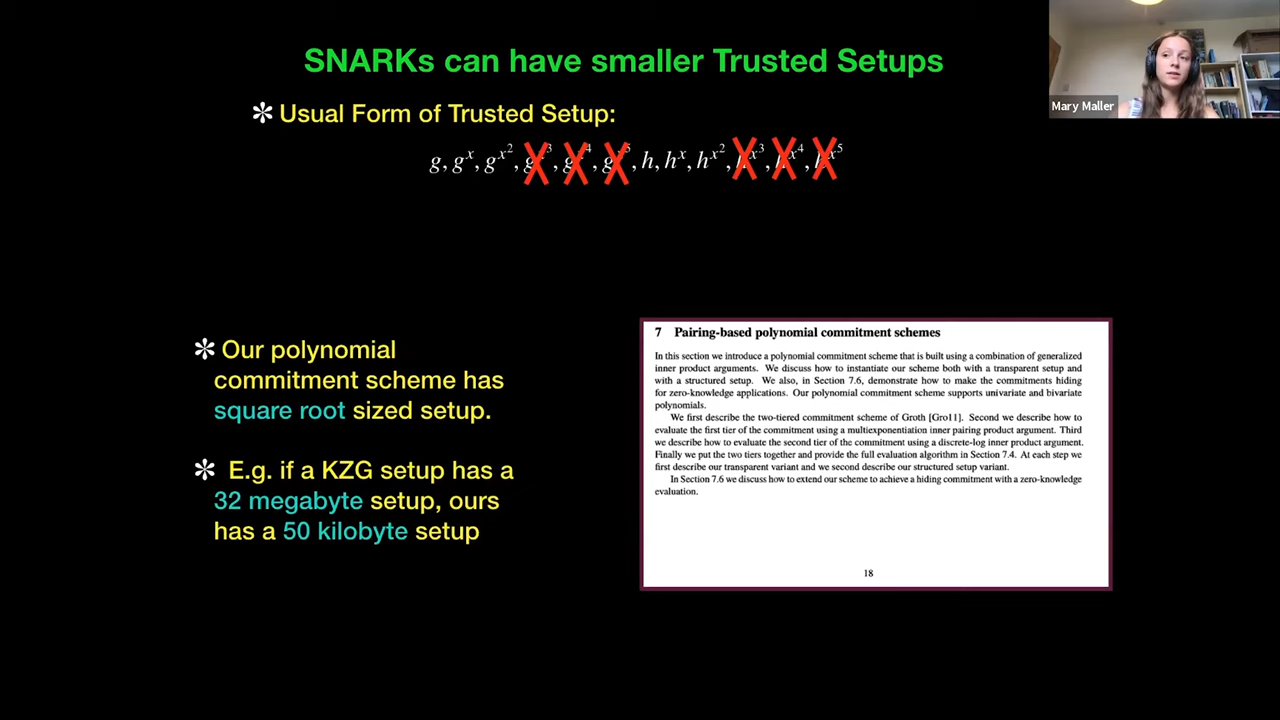 SNARKs can have smaller Trusted Setups
Mary Maller
✻ Usual Form of Trusted Setup:
g, g^x, g^{x^2}, g^{x^3}, g^{x^4}, g^{x^5}, h, h^x, h^{x^2}, h^{x^3}, h^{x^4}, h^{x^5}
✻ Our polynomial
commitment scheme has
square root sized setup.
✻ E.g. if a KZG setup has a
32 megabyte setup, ours
has a 50 kilobyte setup
7 Pairing-based polynomial commitment schemes
In this section we introduce a polynomial commitment scheme that is built using a combination of generalized
inner product arguments. We discuss how to instantiate our scheme both with a transparent setup and
with a structured setup. We also, in Section 7.6, demonstrate how to make the commitments hiding
for zero-knowledge applications. Our polynomial commitment scheme supports univariate and bivariate
polynomials.
We first describe the two-tiered commitment scheme of Groth [Gro11]. Second we describe how to
evaluate the first tier of the commitment using a multiexponentiation inner pairing product argument. Third
we describe how to evaluate the second tier of the commitment using a discrete-log inner product argument.
Finally we put the two tiers together and provide the full evaluation algorithm in Section 7.4. At each step we
first describe our transparent variant and we second describe our structured setup variant.
In Section 7.6 we discuss how to extend our scheme to achieve a hiding commitment with a zero-knowledge
evaluation.
18